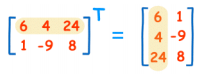 [6 4 24]ᵀ = [6 1]
[1 -9 8] [4 -9]
[24 8]